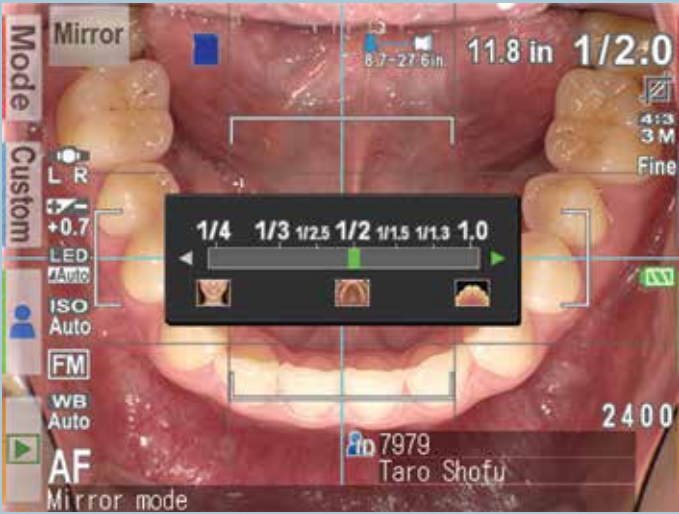 Mode
Custom
Mirror
8.7-27.6in
11.8 in 1/2.0
4:3
3M
Fine
L R
+0.7
LED
Auto
ISO
Auto
FM
WB
Auto
AF
1/4 1/3 1/2.5 1/2 1/1.5 1/1.3 1.0
2400
ID 7979
Taro Shofu
Mirror mode